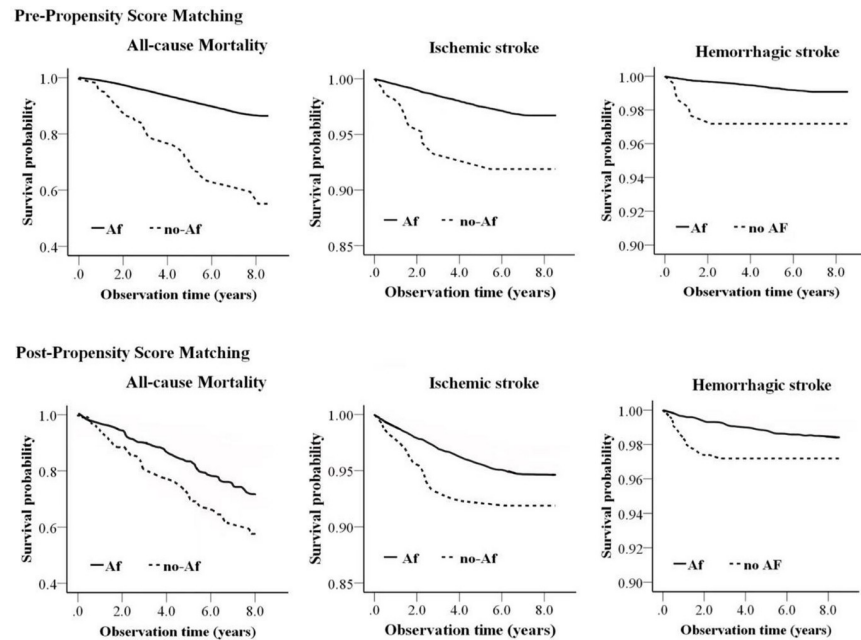 Pre-Propensity Score Matching
All-cause Mortality
Survival probability
1.0
0.8
0.6
0.4
Af no-Af
.0 2.0 4.0 6.0 8.0
Observation time (years)
Ischemic stroke
Survival probability
1.00
0.95
0.90
0.85
Af no-Af
.0 2.0 4.0 6.0 8.0
Observation time (years)
Hemorrhagic stroke
Survival probability
1.00
0.98
0.96
0.94
0.92
0.90
Af no AF
.0 2.0 4.0 6.0 8.0
Observation time (years)
Post-Propensity Score Matching
All-cause Mortality
Survival probability
1.0
0.8
0.6
0.4
Af no-Af
.0 2.0 4.0 6.0 8.0
Observation time (years)
Ischemic stroke
Survival probability
1.00
0.95
0.90
0.85
Af no-Af
.0 2.0 4.0 6.0 8.0
Observation time (years)
Hemorrhagic stroke
Survival probability
1.00
0.98
0.96
0.94
0.92
0.90
Af no AF
.0 2.0 4.0 6.0 8.0
Observation time (years)